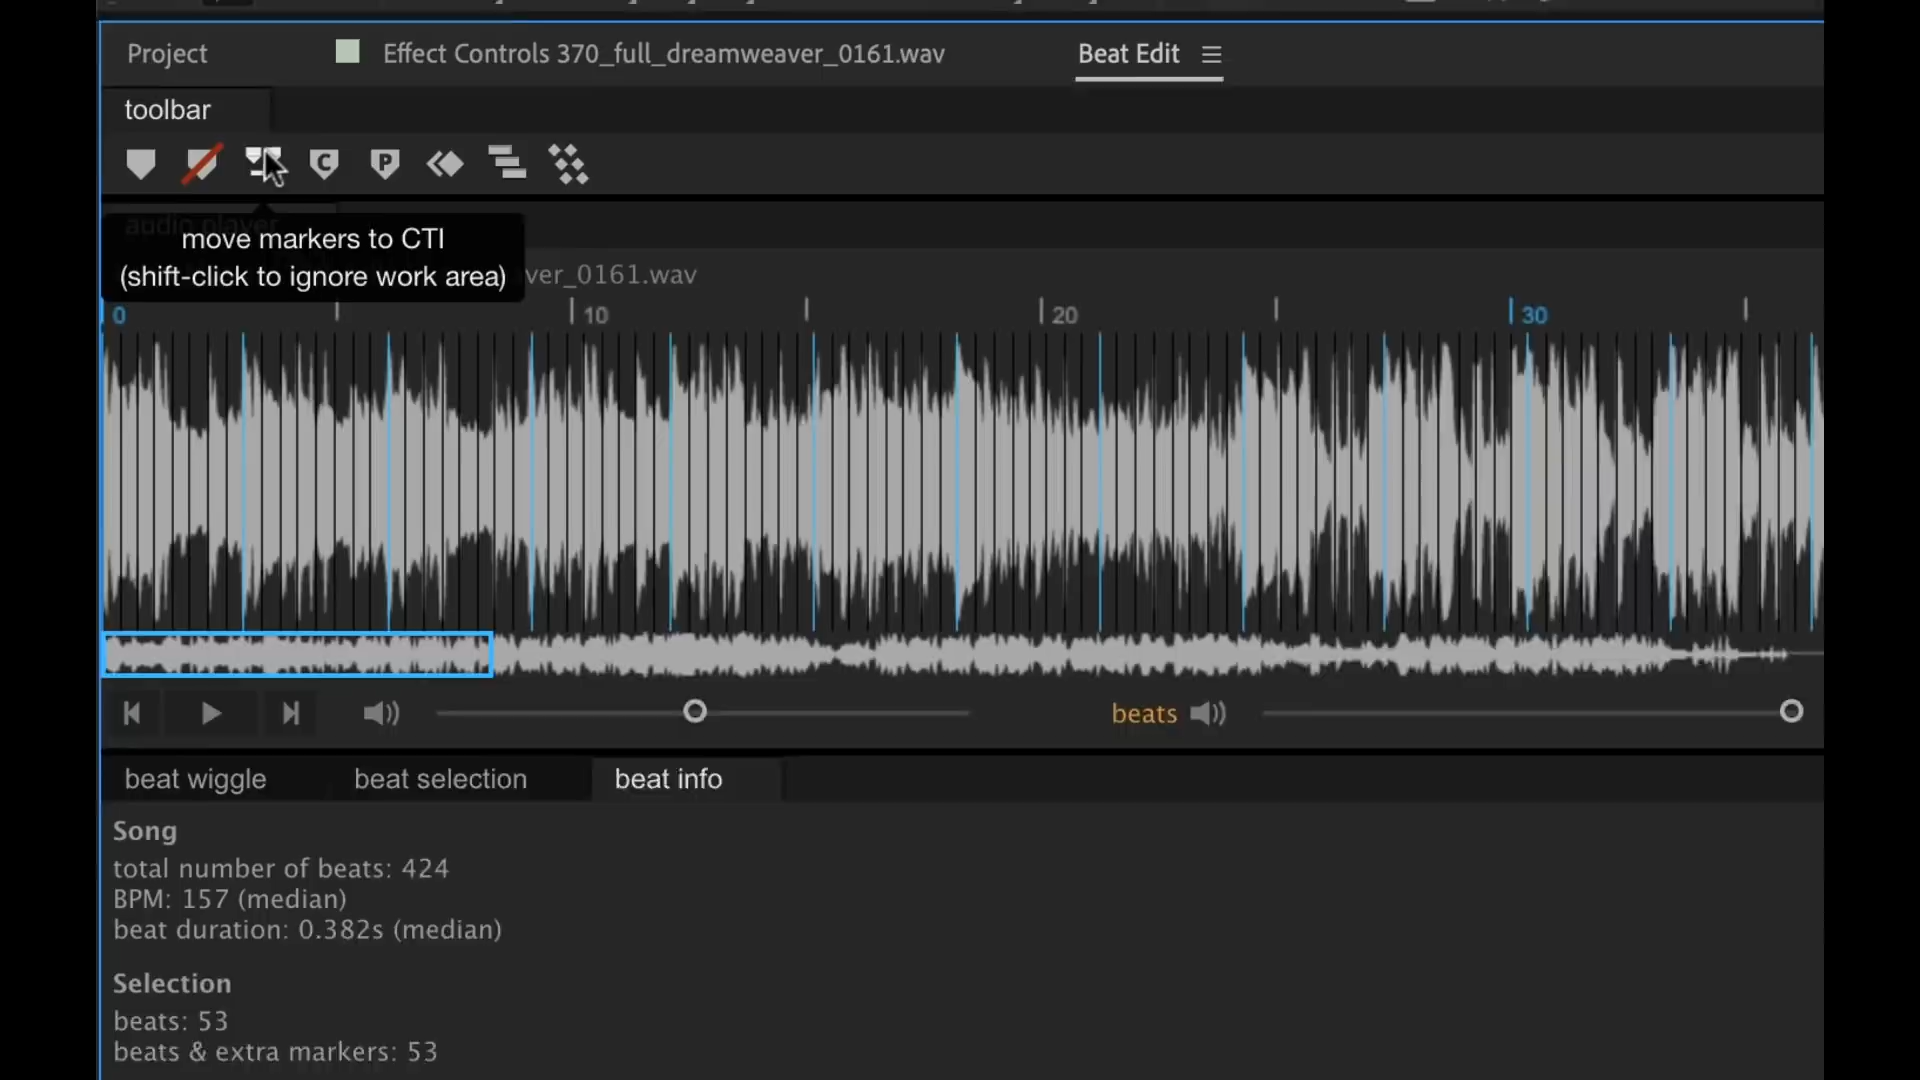 Project
Effect Controls 370_full_dreamweaver_0161.wav
Beat Edit
toolbar
C
P
audio player
move markers to CTI
(shift-click to ignore work area)
ver_0161.wav
0
10
20
30
beats
beat wiggle
beat selection
beat info
Song
total number of beats: 424
BPM: 157 (median)
beat duration: 0.382s (median)
Selection
beats: 53
beats & extra markers: 53